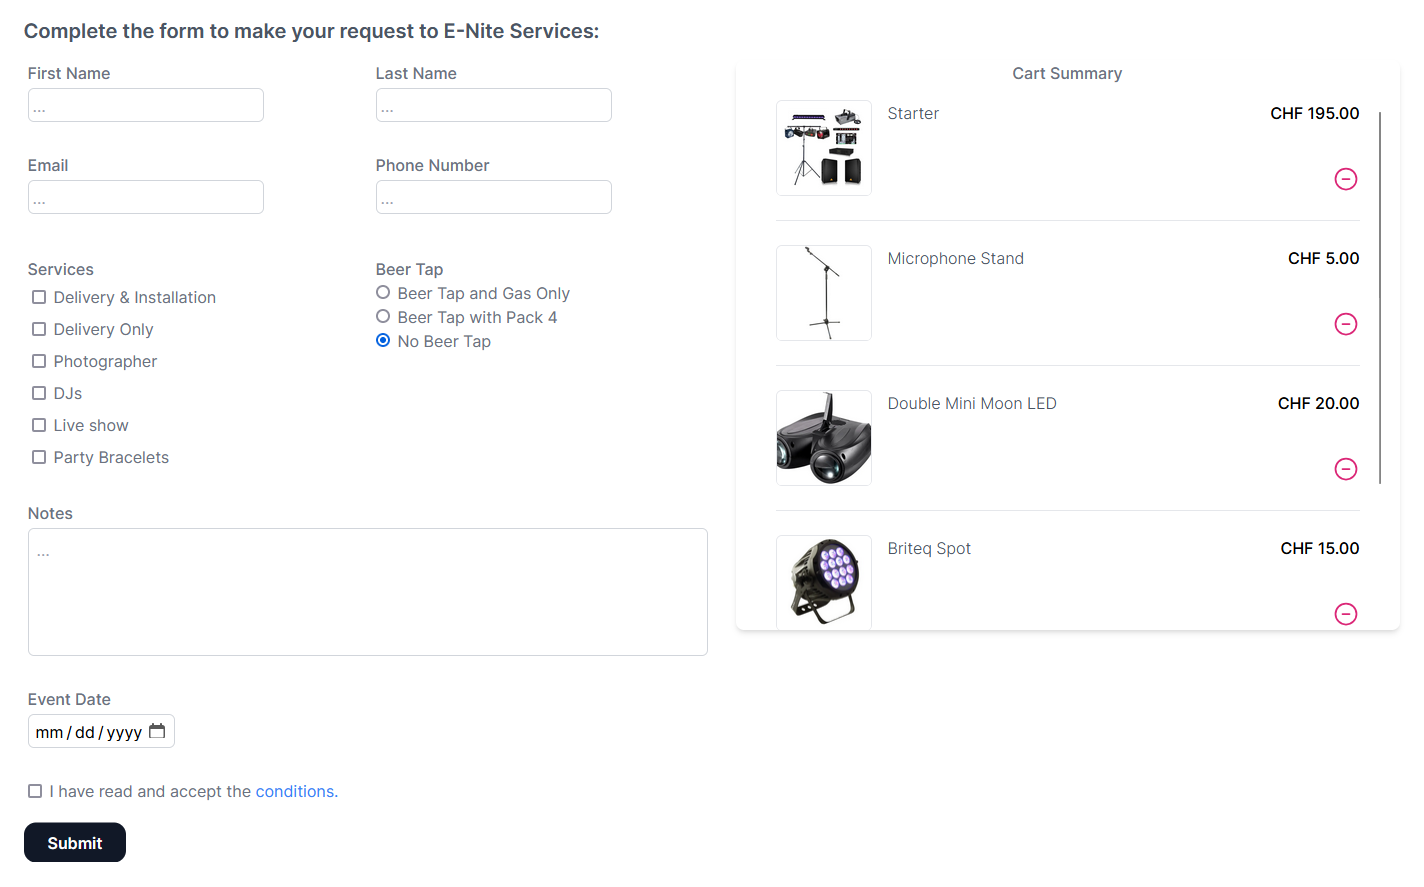 Complete the form to make your request to E-Nite Services:
First Name
...
Last Name
...
Email
...
Phone Number
...
Services
Delivery & Installation
Delivery Only
Photographer
DJs
Live show
Party Bracelets
Beer Tap
Beer Tap and Gas Only
Beer Tap with Pack 4
No Beer Tap
Notes
...
Event Date
mm/dd/yyyy
I have read and accept the conditions.
Submit
Cart Summary
Starter
CHF 195.00
Microphone Stand
CHF 5.00
Double Mini Moon LED
CHF 20.00
Briteq Spot
CHF 15.00